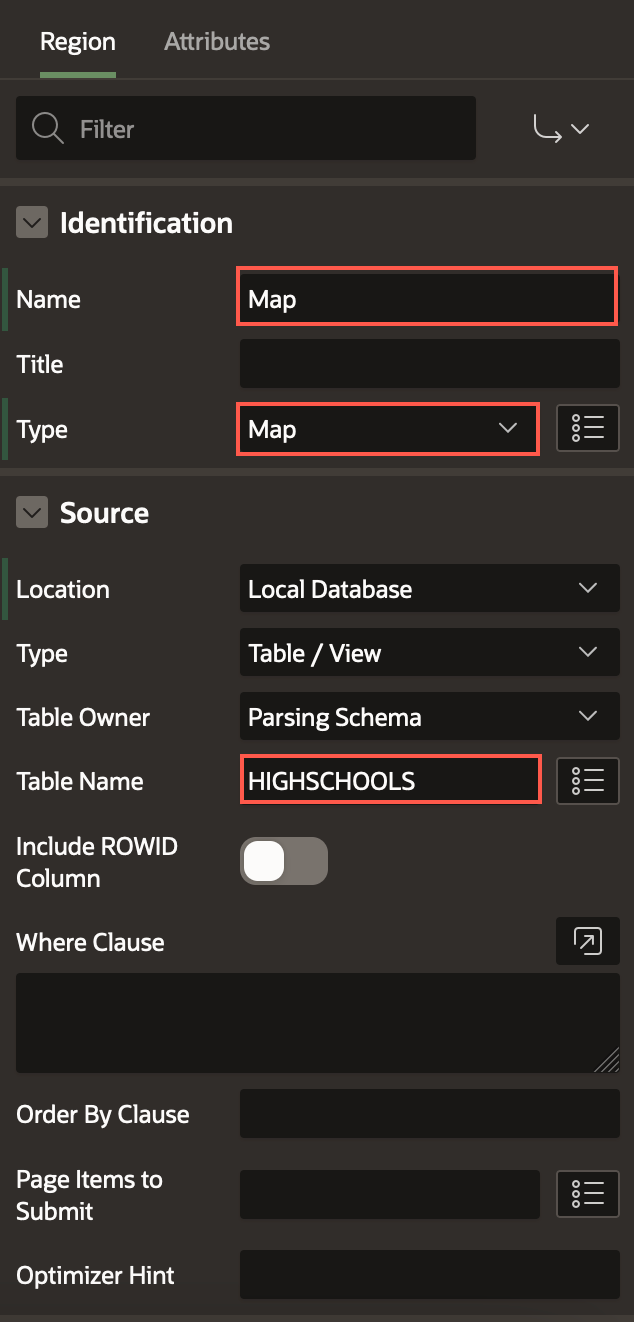 Region Attributes
Filter
Identification
Name Map
Title
Type Map
Source
Location Local Database
Type Table / View
Table Owner Parsing Schema
Table Name HIGHSCHOOLS
Include ROWID
Column
Where Clause
Order By Clause
Page Items to
Submit
Optimizer Hint